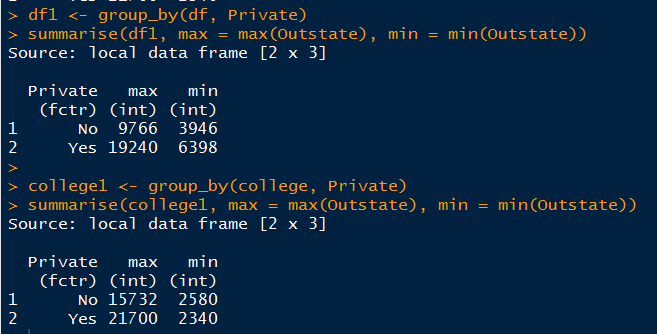 > df1 <- group_by(df, Private)
> summarise(df1, max = max(Outstate), min = min(Outstate))
Source: local data frame [2 x 3]
  Private   max   min
   (fctr) (int) (int)
1      No  9766  3946
2     Yes 19240  6398
>
> college1 <- group_by(college, Private)
> summarise(college1, max = max(Outstate), min = min(Outstate))
Source: local data frame [2 x 3]
  Private   max   min
   (fctr) (int) (int)
1      No 15732  2580
2     Yes 21700  2340